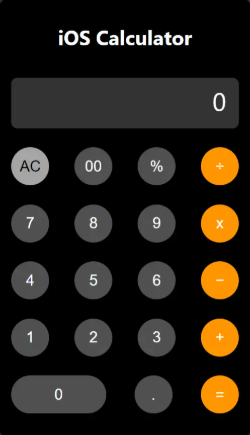 iOS Calculator
0
AC 00 % ÷
7 8 9 x
4 5 6 −
1 2 3 +
0 . =